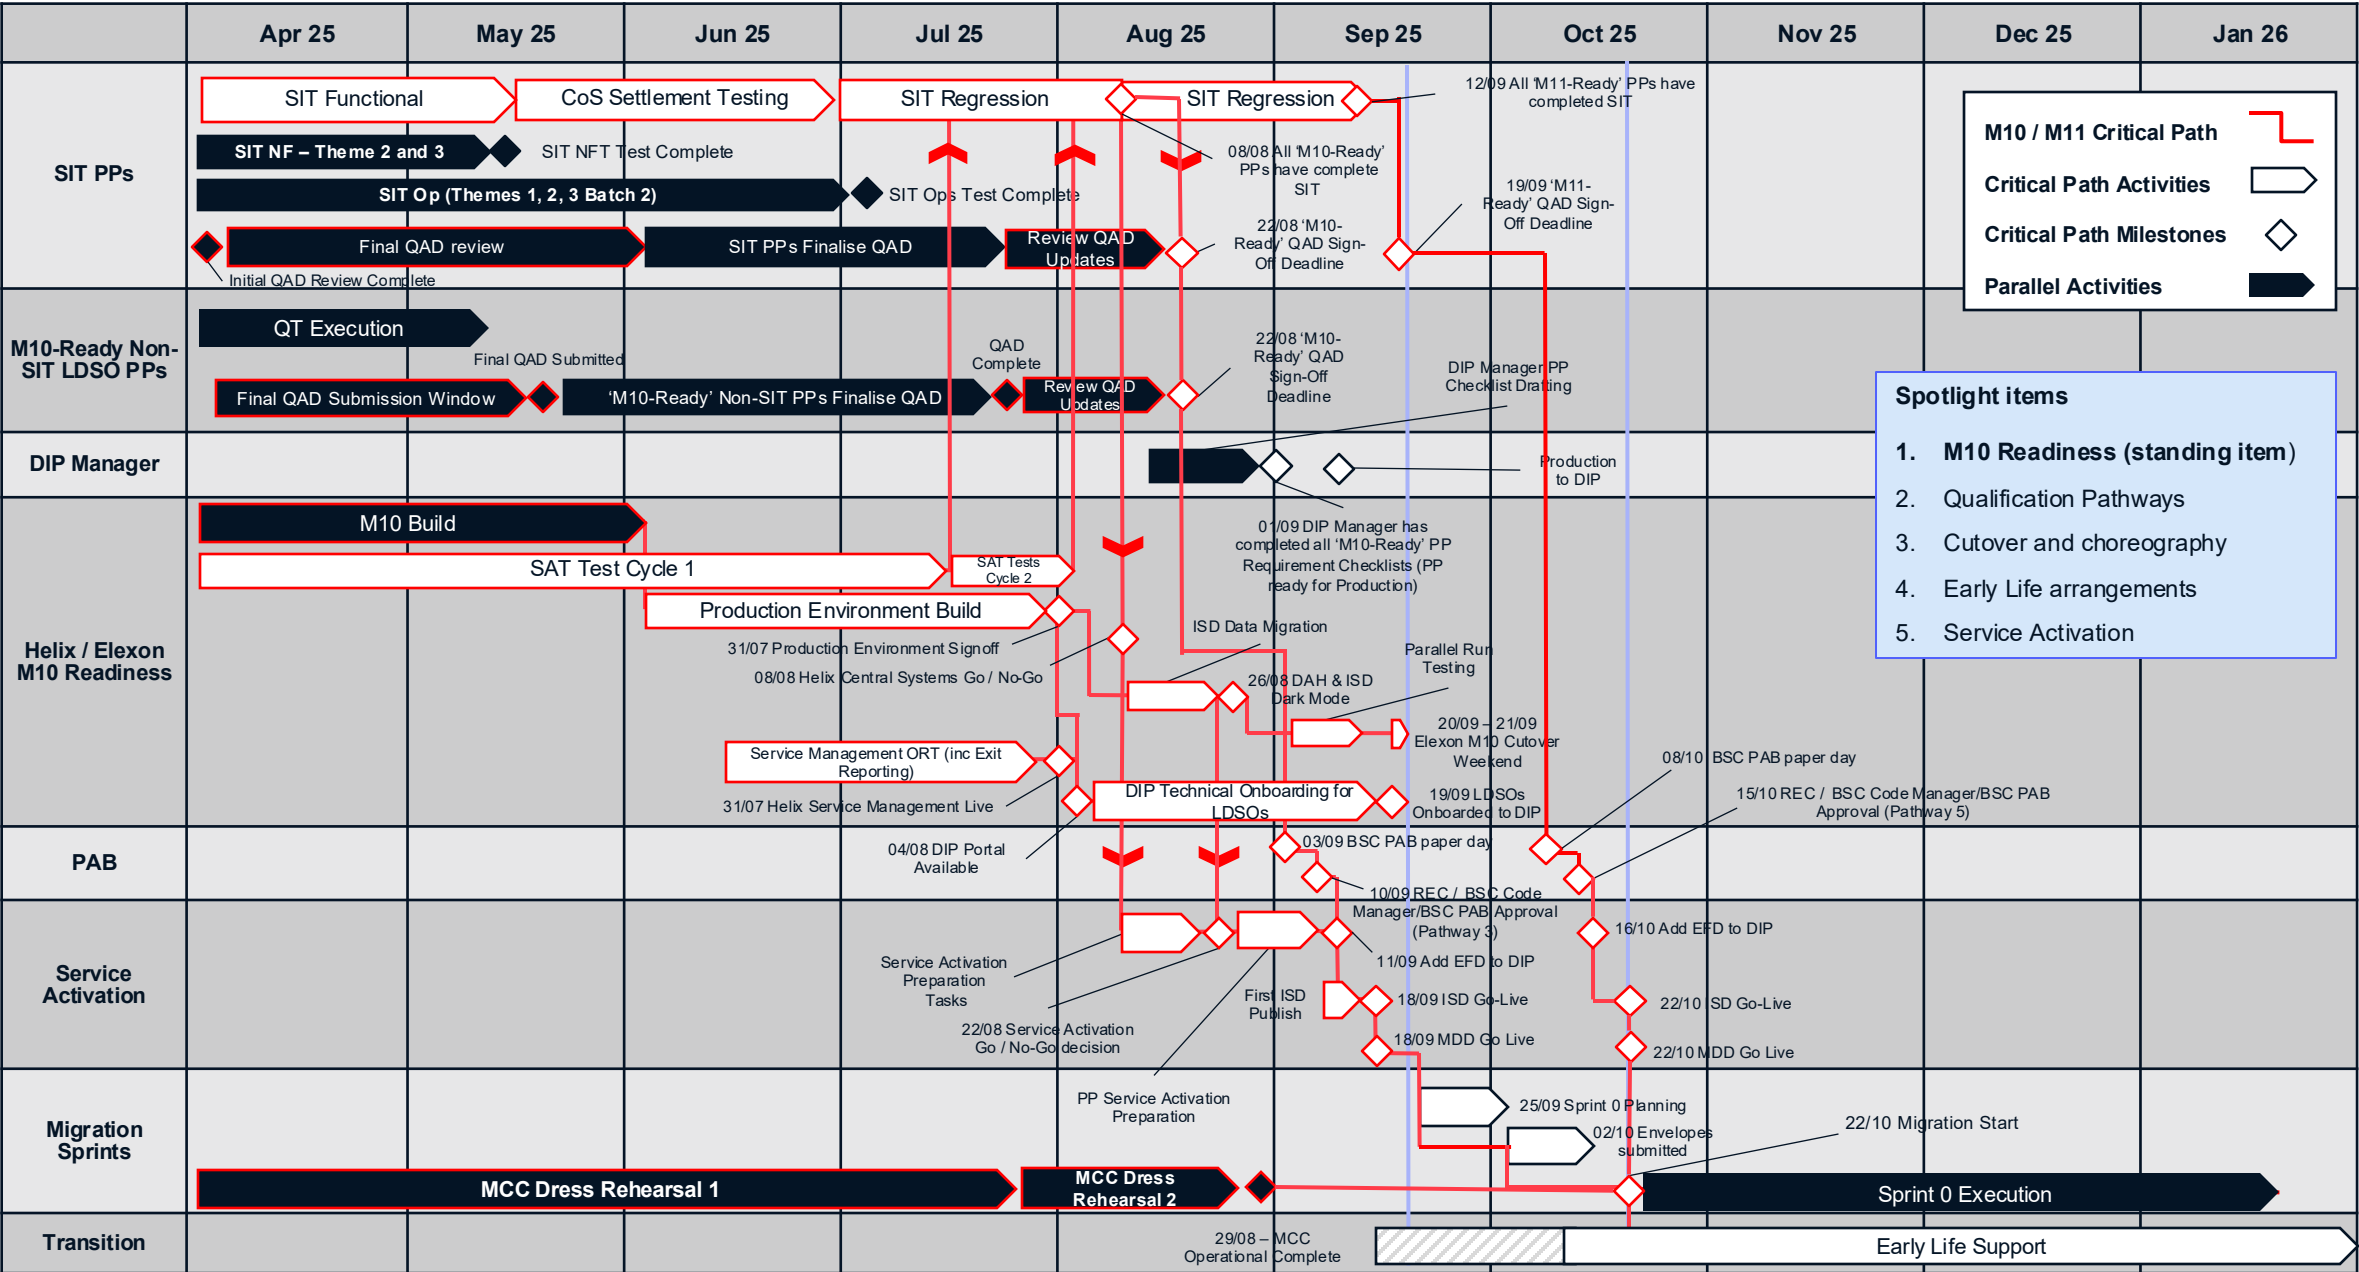 Apr 25
May 25
Jun 25
Jul 25
Aug 25
Sep 25
Oct 25
Nov 25
Dec 25
Jan 26
SIT PPs
SIT Functional
CoS Settlement Testing
SIT Regression
SIT Regression
12/09 All ‘M11-Ready’ PPs have
completed SIT
SIT NF – Theme 2 and 3
SIT NFT Test Complete
08/08 All ‘M10-Ready’
PPs have complete
SIT
SIT Op (Themes 1, 2, 3 Batch 2)
SIT Ops Test Complete
19/09 ‘M11-
Ready’ QAD Sign-
Off Deadline
Final QAD review
SIT PPs Finalise QAD
Review QAD
Updates
22/08 ‘M10-
Ready’ QAD Sign-
Off Deadline
Initial QAD Review Complete
M10 / M11 Critical Path
Critical Path Activities
Critical Path Milestones
Parallel Activities
M10-Ready Non-
SIT LDSO PPs
QT Execution
Final QAD Submitted
QAD
Complete
22/08 ‘M10-
Ready’ QAD
Sign-Off
Deadline
Final QAD Submission Window
‘M10-Ready’ Non-SIT PPs Finalise QAD
Review QAD
Updates
DIP Manager PP
Checklist Drafting
Spotlight items
1. M10 Readiness (standing item)
2. Qualification Pathways
3. Cutover and choreography
4. Early Life arrangements
5. Service Activation
DIP Manager
Production
to DIP
01/09 DIP Manager has
completed all ‘M10-Ready’ PP
Requirement Checklists (PP
ready for Production)
Helix / Elexon
M10 Readiness
M10 Build
SAT Test Cycle 1
SAT Tests
Cycle 2
Production Environment Build
31/07 Production Environment Signoff
08/08 Helix Central Systems Go / No-Go
ISD Data Migration
26/08 DAH & ISD
Dark Mode
Parallel Run
Testing
20/09 – 21/09
Elexon M10 Cutover
Weekend
Service Management ORT (inc Exit
Reporting)
31/07 Helix Service Management Live
DIP Technical Onboarding for
LDSOs
19/09 LDSOs
Onboarded to DIP
08/10 BSC PAB paper day
15/10 REC / BSC Code Manager/BSC PAB
Approval (Pathway 5)
PAB
04/08 DIP Portal
Available
03/09 BSC PAB paper day
10/09 REC / BSC Code
Manager/BSC PAB Approval
(Pathway 3)
Service
Activation
Service Activation
Preparation
Tasks
11/09 Add EFD to DIP
16/10 Add EFD to DIP
First ISD
Publish
18/09 ISD Go-Live
22/10 ISD Go-Live
22/08 Service Activation
Go / No-Go decision
18/09 MDD Go Live
22/10 MDD Go Live
Migration
Sprints
PP Service Activation
Preparation
25/09 Sprint 0 Planning
02/10 Envelopes
submitted
22/10 Migration Start
MCC Dress Rehearsal 1
MCC Dress
Rehearsal 2
Sprint 0 Execution
Transition
29/08 – MCC
Operational Complete
Early Life Support